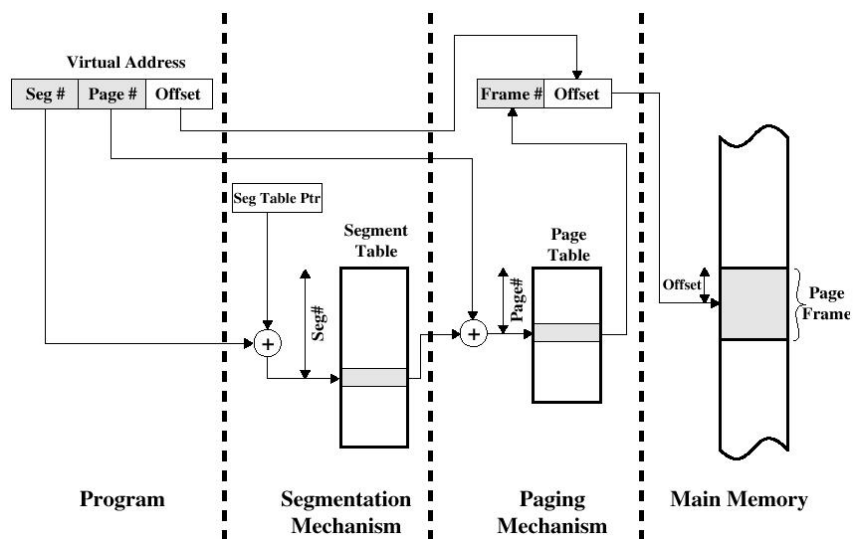 Virtual Address
Seg # Page # Offset
Frame # Offset
Seg Table Ptr
Segment
Table
Page
Table
Seg#
Page#
Offset
Page
Frame
+
+
Program
Segmentation
Mechanism
Paging
Mechanism
Main Memory